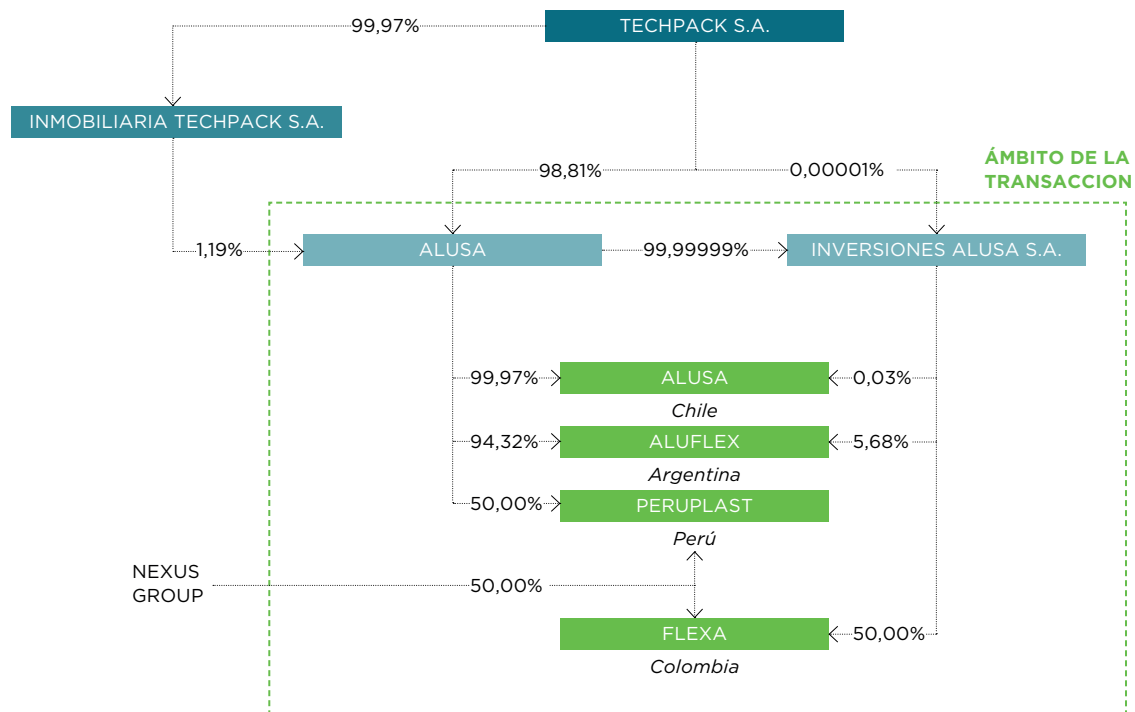 TECHPACK S.A.
99,97%
INMOBILIARIA TECHPACK S.A.
ÁMBITO DE LA
TRANSACCION
98,81%
0,00001%
1,19%
ALUSA
99,99999%
INVERSIONES ALUSA S.A.
99,97%
ALUSA
0,03%
Chile
94,32%
ALUFLEX
5,68%
Argentina
50,00%
PERUPLAST
Perú
NEXUS
GROUP
50,00%
FLEXA
50,00%
Colombia